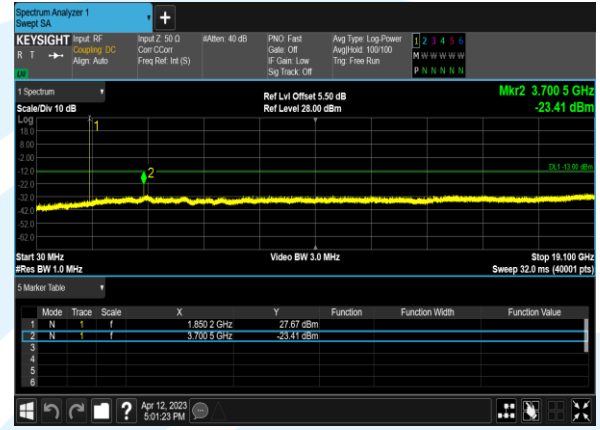 Spectrum Analyzer 1
Swept SA
+
KEYSIGHT Input: RF Input Z: 50 Ω #Atten: 40 dB PNO: Fast Avg Type: Log-Power 1 2 3 4 5 6
R T Coupling: DC Corr CCorr Gate: Off Avg|Hold: 100/100 M W W W W W
Align: Auto Freq Ref: Int (S) IF Gain: Low Trig: Free Run
Sig Track: Off P N N N N N
LVI
1 Spectrum Ref Lvl Offset 5.50 dB Mkr2 3.700 5 GHz
Scale/Div 10 dB Ref Level 28.00 dBm -23.41 dBm
Log
18.0
8.00
-2.00
-12.0
-22.0
-32.0
-42.0
-52.0
-62.0
1
2
DL1 -13.00 dBm
Start 30 MHz Video BW 3.0 MHz Stop 19.100 GHz
#Res BW 1.0 MHz Sweep 32.0 ms (40001 pts)
5 Marker Table
Mode Trace Scale X Y Function Function Width Function Value
1 N 1 f 1.850 2 GHz 27.67 dBm
2 N 1 f 3.700 5 GHz -23.41 dBm
3
4
5
6
? Apr 12, 2023
5:01:23 PM